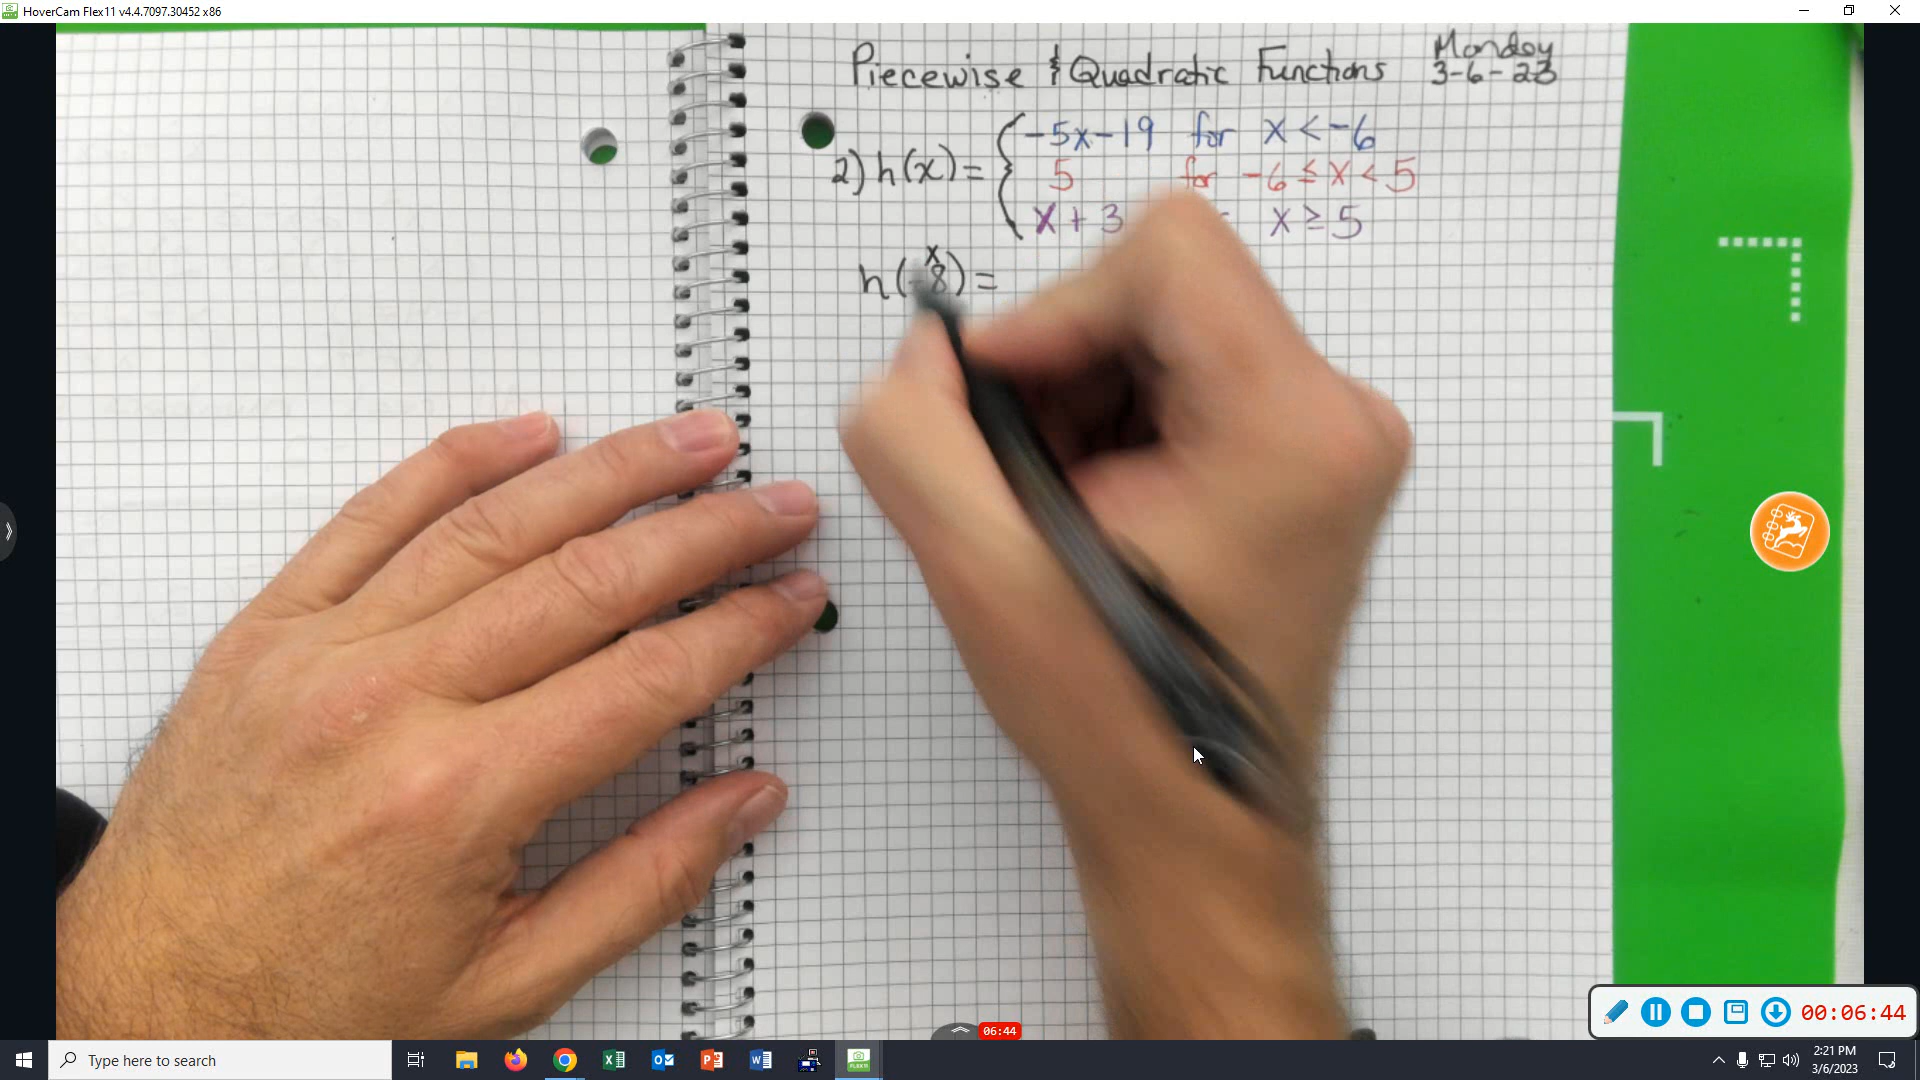 HoverCam Flex11 v4.4.7097.30452 x86
Piecewise & Quadratic Functions
Monday
3-6-23
-5x-19 for x < -6
2) h(x) = 5 for -6 ≤ x < 5
x + 3 x ≥ 5
x
h( 8) =
06:44
00:06:44
Type here to search
2:21 PM
3/6/2023